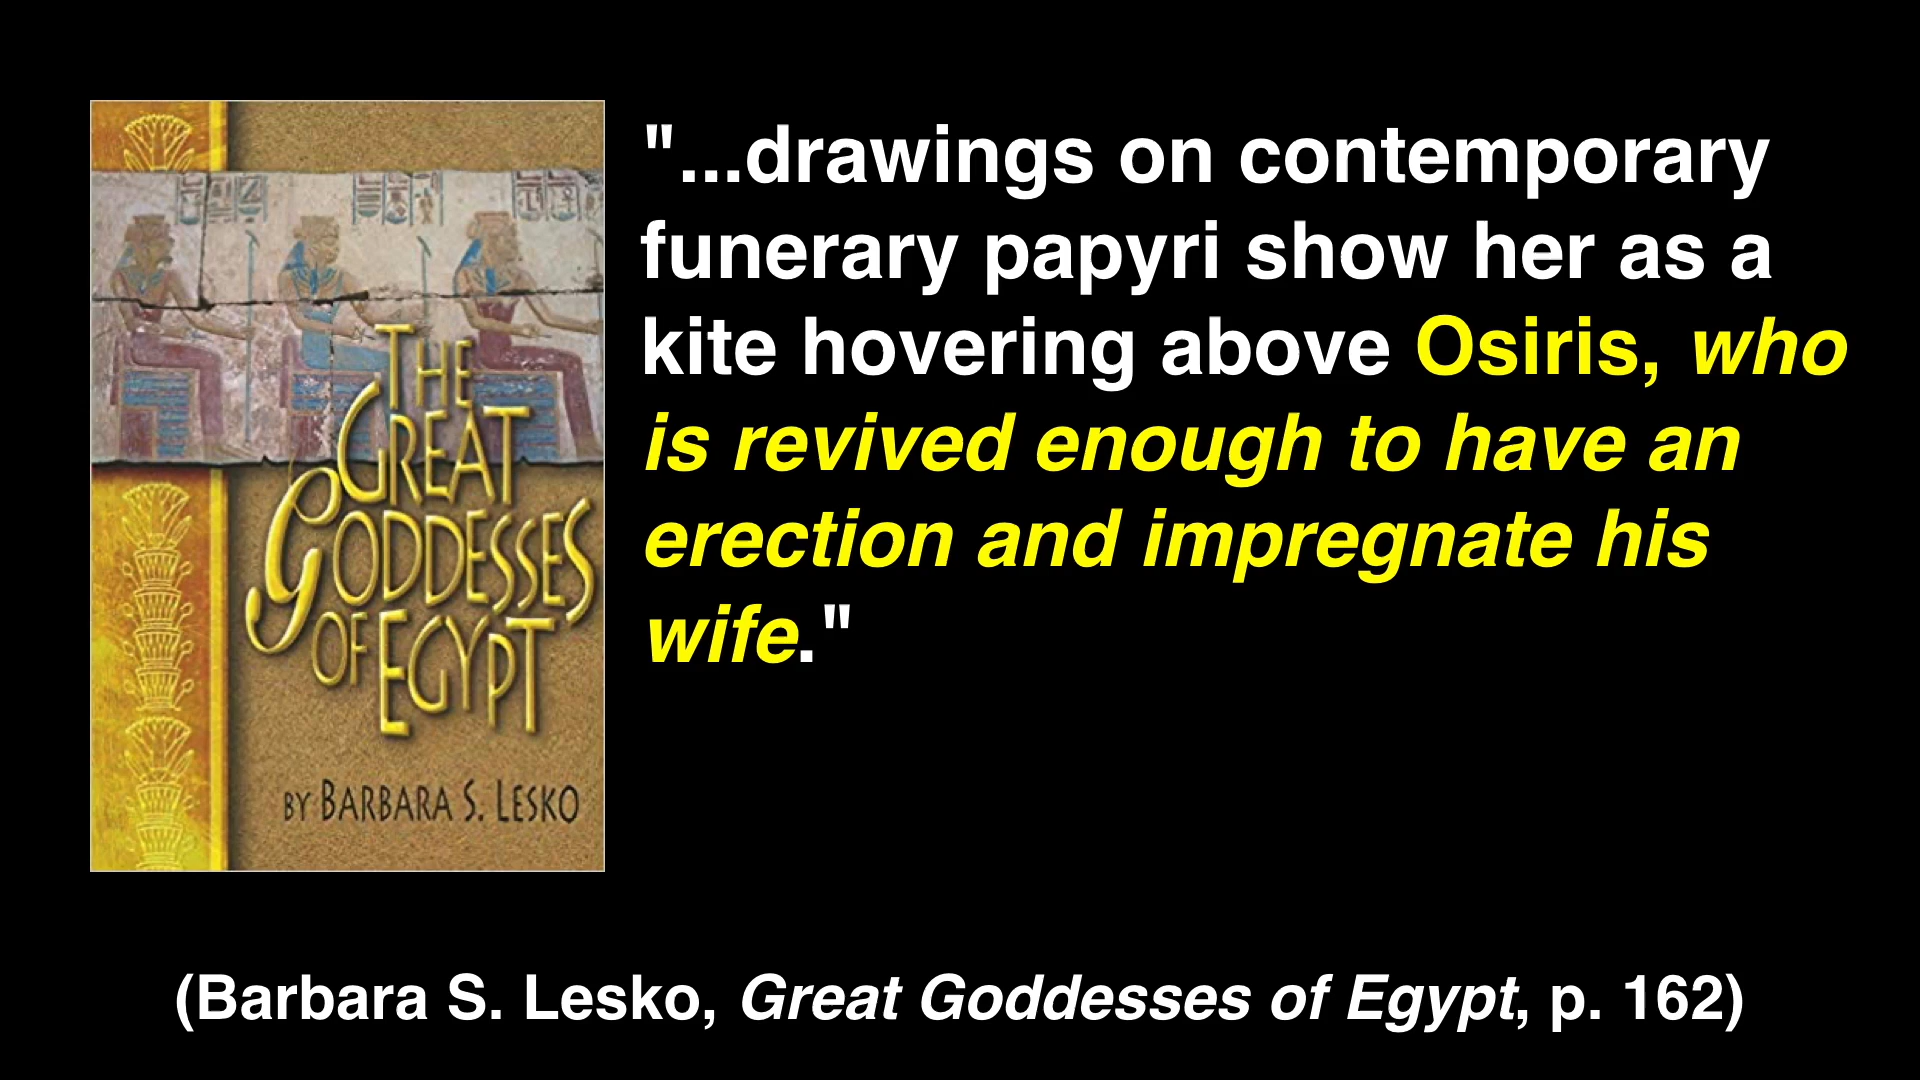 THE
GREAT
GODDESSES
OF EGYPT
BY BARBARA S. LESKO
"...drawings on contemporary
funerary papyri show her as a
kite hovering above Osiris, who
is revived enough to have an
erection and impregnate his
wife."
(Barbara S. Lesko, Great Goddesses of Egypt, p. 162)